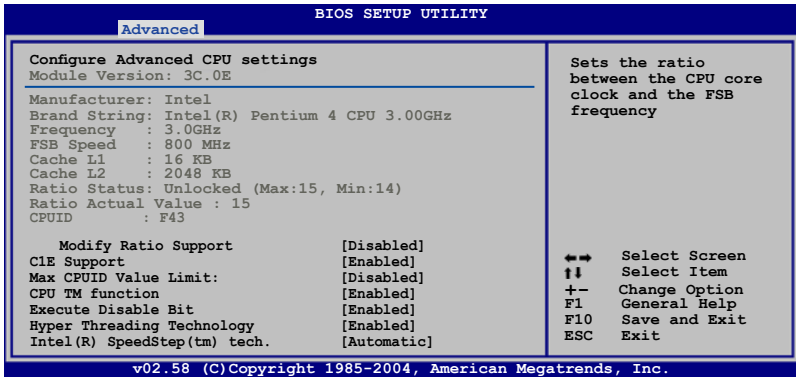 BIOS SETUP UTILITY
Advanced
Configure Advanced CPU settings
Module Version: 3C.0E
Manufacturer: Intel
Brand String: Intel(R) Pentium 4 CPU 3.00GHz
Frequency : 3.0GHz
FSB Speed : 800 MHz
Cache L1 : 16 KB
Cache L2 : 2048 KB
Ratio Status: Unlocked (Max:15, Min:14)
Ratio Actual Value : 15
CPUID : F43
Modify Ratio Support [Disabled]
C1E Support [Enabled]
Max CPUID Value Limit: [Disabled]
CPU TM function [Enabled]
Execute Disable Bit [Enabled]
Hyper Threading Technology [Enabled]
Intel(R) SpeedStep(tm) tech. [Automatic]
Sets the ratio
between the CPU core
clock and the FSB
frequency
Select Screen
Select Item
+- Change Option
F1 General Help
F10 Save and Exit
ESC Exit
v02.58 (C)Copyright 1985-2004, American Megatrends, Inc.